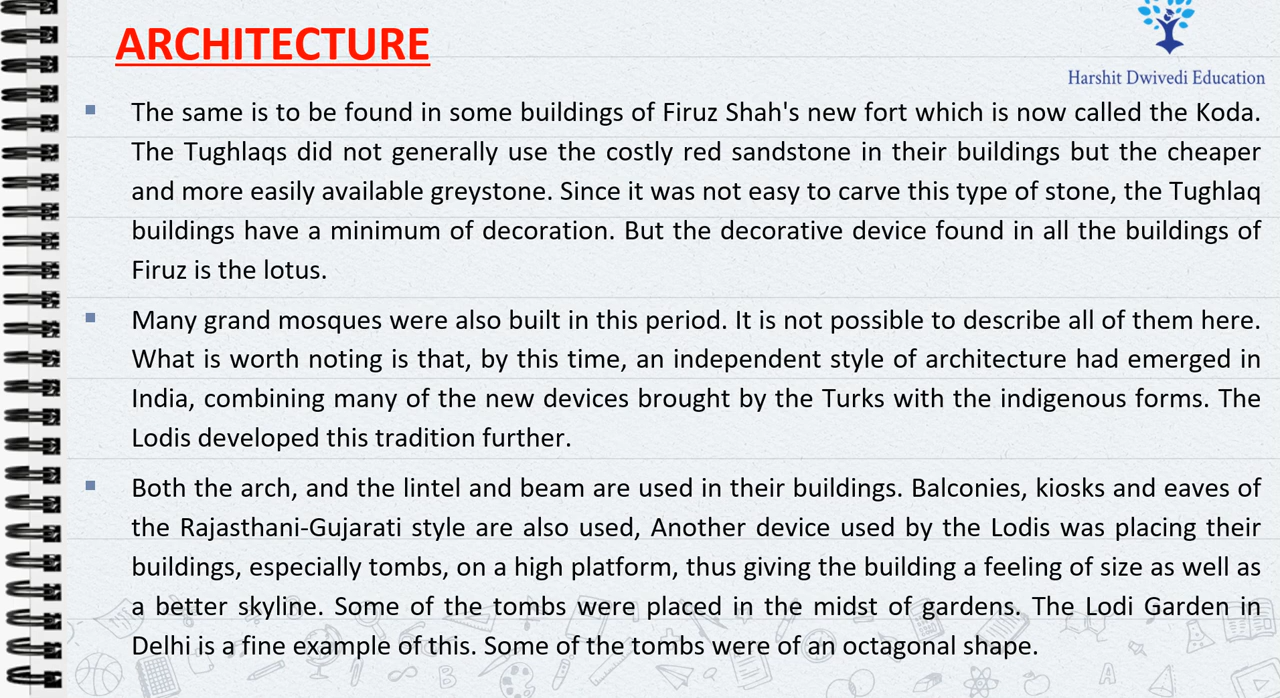 ARCHITECTURE
Harshit Dwivedi Education
The same is to be found in some buildings of Firuz Shah's new fort which is now called the Koda.
The Tughlaqs did not generally use the costly red sandstone in their buildings but the cheaper
and more easily available greystone. Since it was not easy to carve this type of stone, the Tughlaq
buildings have a minimum of decoration. But the decorative device found in all the buildings of
Firuz is the lotus.
Many grand mosques were also built in this period. It is not possible to describe all of them here.
What is worth noting is that, by this time, an independent style of architecture had emerged in
India, combining many of the new devices brought by the Turks with the indigenous forms. The
Lodis developed this tradition further.
Both the arch, and the lintel and beam are used in their buildings. Balconies, kiosks and eaves of
the Rajasthani-Gujarati style are also used, Another device used by the Lodis was placing their
buildings, especially tombs, on a high platform, thus giving the building a feeling of size as well as
a better skyline. Some of the tombs were placed in the midst of gardens. The Lodi Garden in
Delhi is a fine example of this. Some of the tombs were of an octagonal shape.